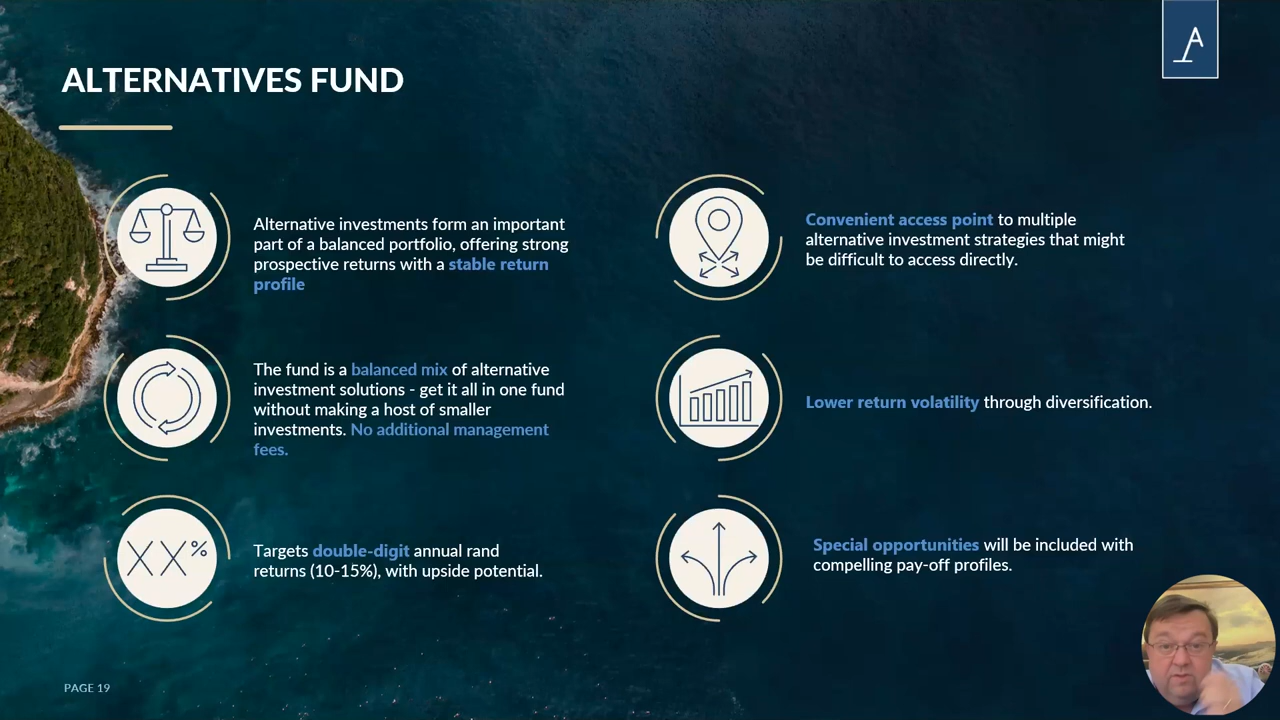 ALTERNATIVES FUND
A
Alternative investments form an important
part of a balanced portfolio, offering strong
prospective returns with a stable return
profile
The fund is a balanced mix of alternative
investment solutions - get it all in one fund
without making a host of smaller
investments. No additional management
fees.
XX%
Targets double-digit annual rand
returns (10-15%), with upside potential.
Convenient access point to multiple
alternative investment strategies that might
be difficult to access directly.
Lower return volatility through diversification.
Special opportunities will be included with
compelling pay-off profiles.
PAGE 19